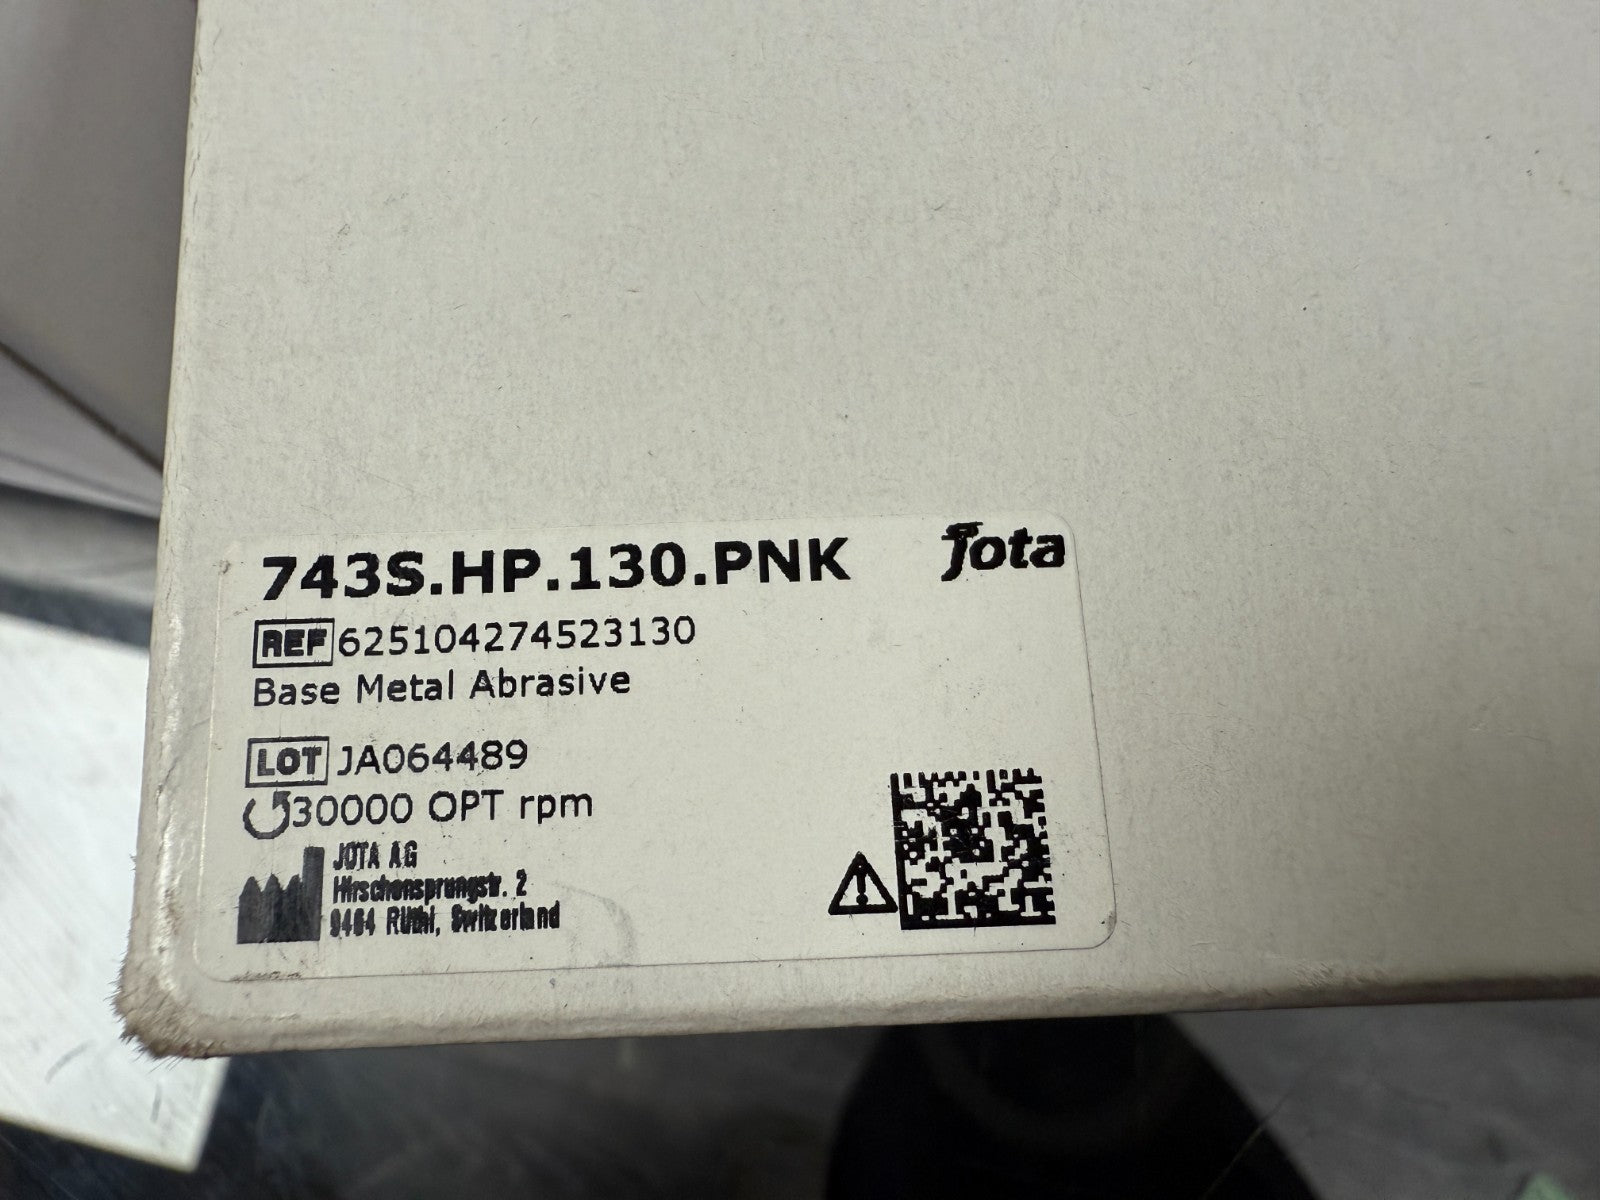 743S.HP.130.PNK
Jota
REF 625104274523130
Base Metal Abrasive
LOT JA064489
30000 OPT rpm
JOTA AG
Hirschensprungstr. 2
9464 Rüthi, Switzerland